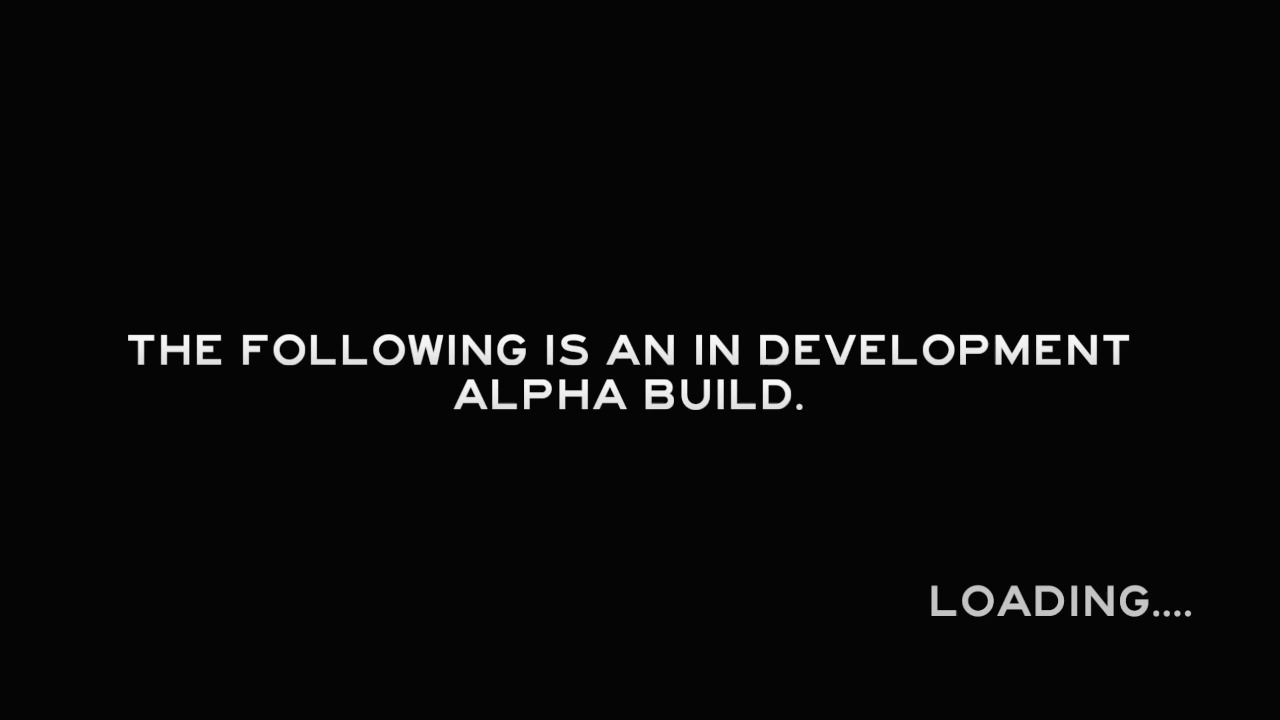 THE FOLLOWING IS AN IN DEVELOPMENT
ALPHA BUILD.
LOADING....